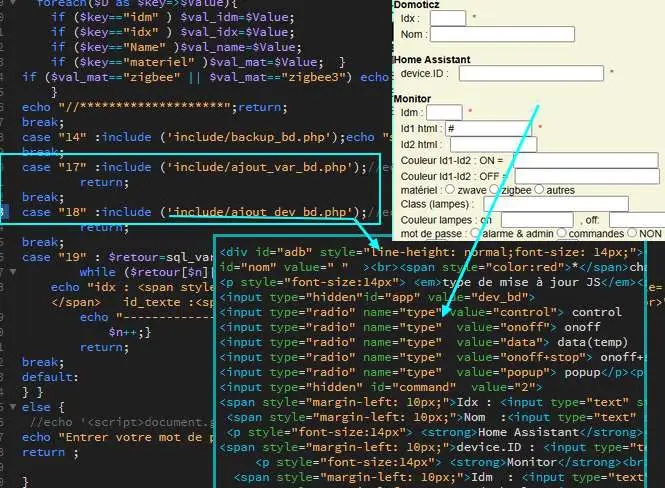 foreach($D as $key=>$Value){
if ($key=="idm" ) $val_idm=$Value;
if ($key=="idx" ) $val_idx=$Value;
if ($key=="Name" )$val_name=$Value;
if ($key=="materiel" )$val_mat=$Value; }
if ($val_mat=="zigbee" || $val_mat=="zigbee3") echo
}
echo "//*********************";return;
break;
case "14" :include ('include/backup_bd.php');echo "s
break;
case "17" :include ('include/ajout_var_bd.php');//e
return;
break;
case "18" :include ('include/ajout_dev_bd.php');//e
return;
break;
case "19" : $retour=sql_var
while ($retour[$n][
echo "idx : <span style
</span> id_texte :<sp
echo "--------------
$n++;}
return;
break;
default:
} }
else {
//echo '<script>document.g
echo "Entrer votre mot de p
return ;
}
Domoticz
Idx : *
Nom :
Home Assistant
device.ID : *
Monitor
Idm : *
Id1 html : # *
Id2 html :
Couleur Id1-Id2 : ON =
Couleur Id1-Id2 : OFF =
matériel : zwave zigbee autres
Class (lampes) :
Couleur lampes : on , off:
mot de passe : alarme & admin commandes NON
<div id="adb" style="line-height: normal;font-size: 14px;">
id="nom" value=" " ><br><span style="color:red">*</span>cha
<p style="font-size:14px"> <em>type de mise à jour JS</em><
<input type="hidden"id="app" value="dev_bd">
<input type="radio" name="type" value="control"> control
<input type="radio" name="type" value="onoff"> onoff
<input type="radio" name="type" value="data"> data(temp)
<input type="radio" name="type" value="onoff+stop"> onoff+s
<input type="radio" name="type" value="popup"> popup</p><p
<input type="hidden" id="command" value="2">
<span style="margin-left: 10px;">Idx : <input type="text" s
<span style="margin-left: 10px;">Nom :<input type="text"
<p style="font-size:14px"> <strong>Home Assistant</strong>
<span style="margin-left: 10px;">device.ID : <input type="t
<p style="font-size:14px"> <strong>Monitor</strong><br
<span style="margin-left: 10px;">Idm : <input type="text"